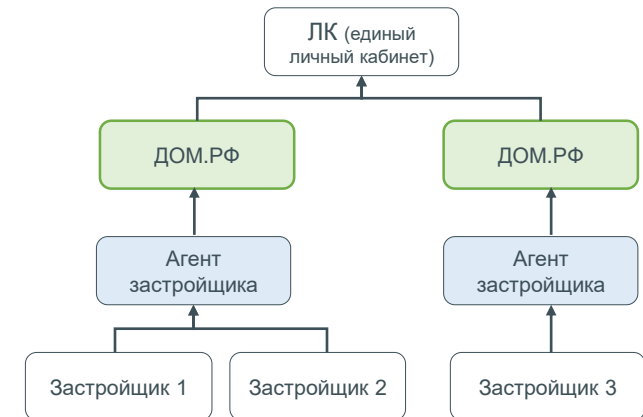 ЛК (единый
личный кабинет)
ДОМ.РФ
ДОМ.РФ
Агент
застройщика
Агент
застройщика
Застройщик 1
Застройщик 2
Застройщик 3